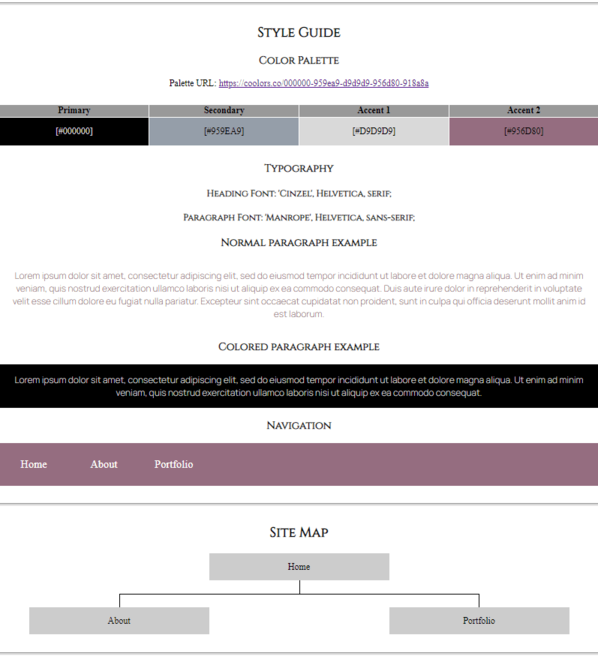 Style Guide
Color Palette
Palette URL: https://coolors.co/000000-959ea9-d9d9d9-956d80-918a8a
Primary Secondary Accent 1 Accent 2
[#000000] [#959EA9] [#D9D9D9] [#956D80]
Typography
Heading Font: 'Cinzel', Helvetica, serif;
Paragraph Font: 'Manrope', Helvetica, sans-serif;
Normal paragraph example
Lorem ipsum dolor sit amet, consectetur adipiscing elit, sed do eiusmod tempor incididunt ut labore et dolore magna aliqua. Ut enim ad minim
veniam, quis nostrud exercitation ullamco laboris nisi ut aliquip ex ea commodo consequat. Duis aute irure dolor in reprehenderit in voluptate
velit esse cillum dolore eu fugiat nulla pariatur. Excepteur sint occaecat cupidatat non proident, sunt in culpa qui officia deserunt mollit anim id
est laborum.
Colored paragraph example
Lorem ipsum dolor sit amet, consectetur adipiscing elit, sed do eiusmod tempor incididunt ut labore et dolore magna aliqua. Ut enim ad minim
veniam, quis nostrud exercitation ullamco laboris nisi ut aliquip ex ea commodo consequat.
Navigation
Home About Portfolio
Site Map
Home
About Portfolio